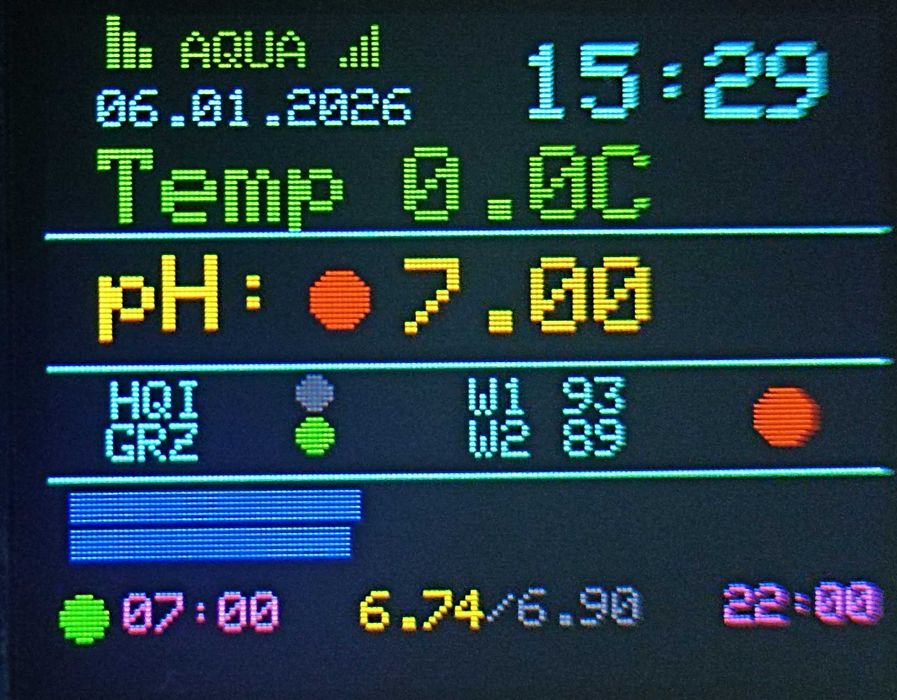 AQUA 15:29
06.01.2026
Temp 0.0C
pH: 7.00
HQI W1 93
GRZ W2 89
07:00 6.74/6.90 22:00